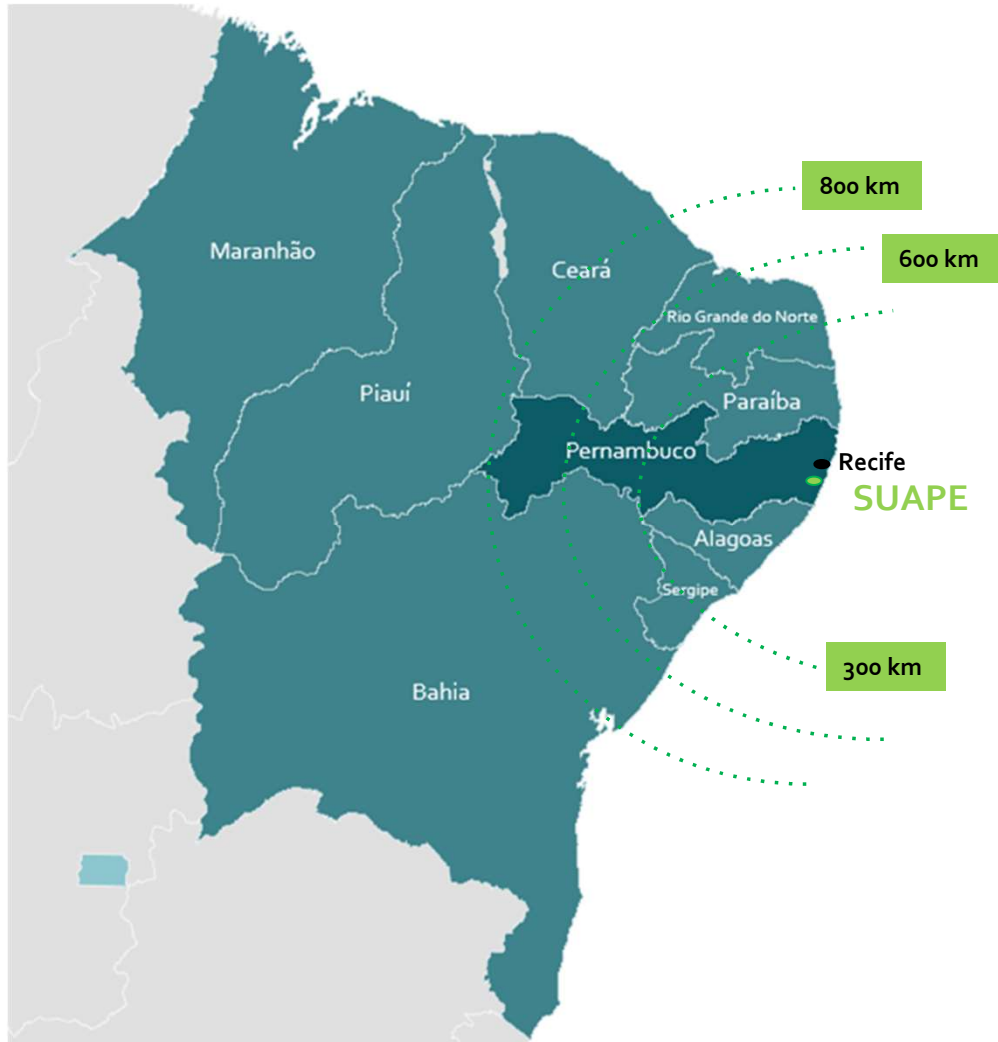 800 km
600 km
Maranhão
Ceará
Rio Grande do Norte
Piauí
Paraíba
Pernambuco
Recife
SUAPE
Alagoas
Sergipe
300 km
Bahia